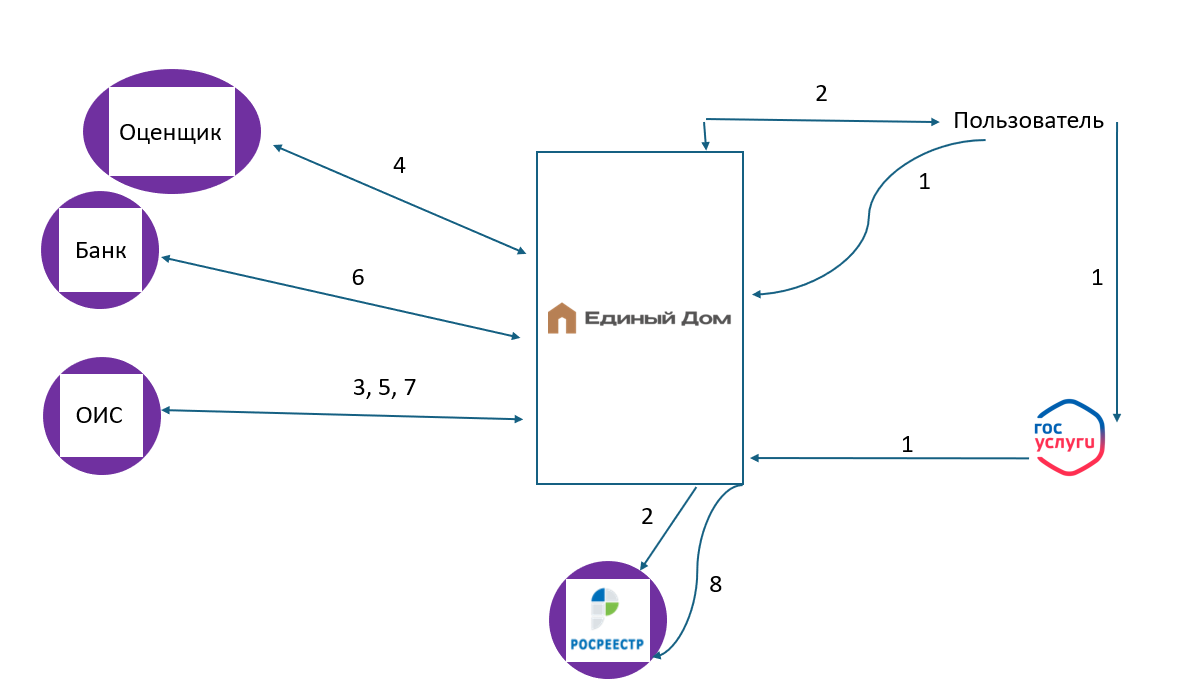 2
Пользователь
Оценщик
4
1
Банк
6
1
Единый Дом
3, 5, 7
ОИС
гос
услуги
1
2
8
РОСРЕЕСТР